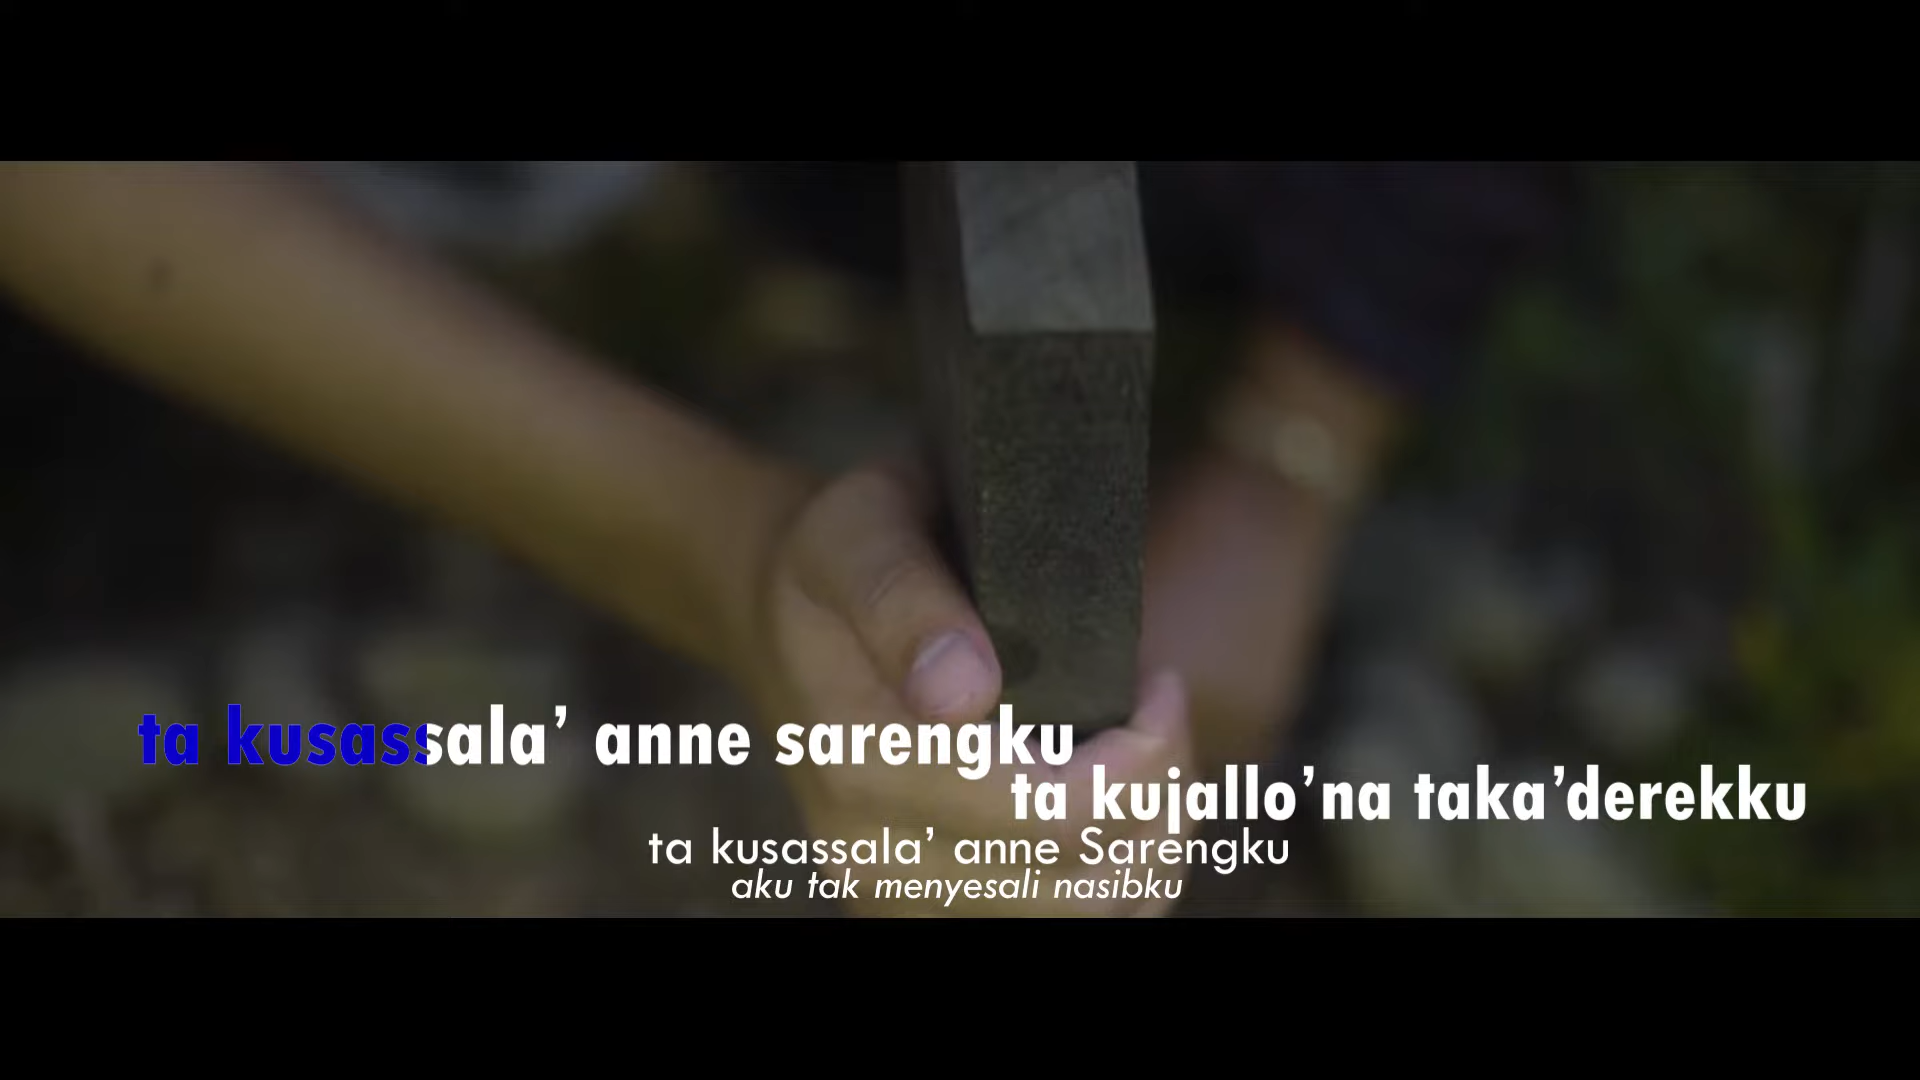 ta kusassala’ anne sarengku
ta kujallo’na taka’derekku
ta kusassala’ anne Sarengku
aku tak menyesali nasibku